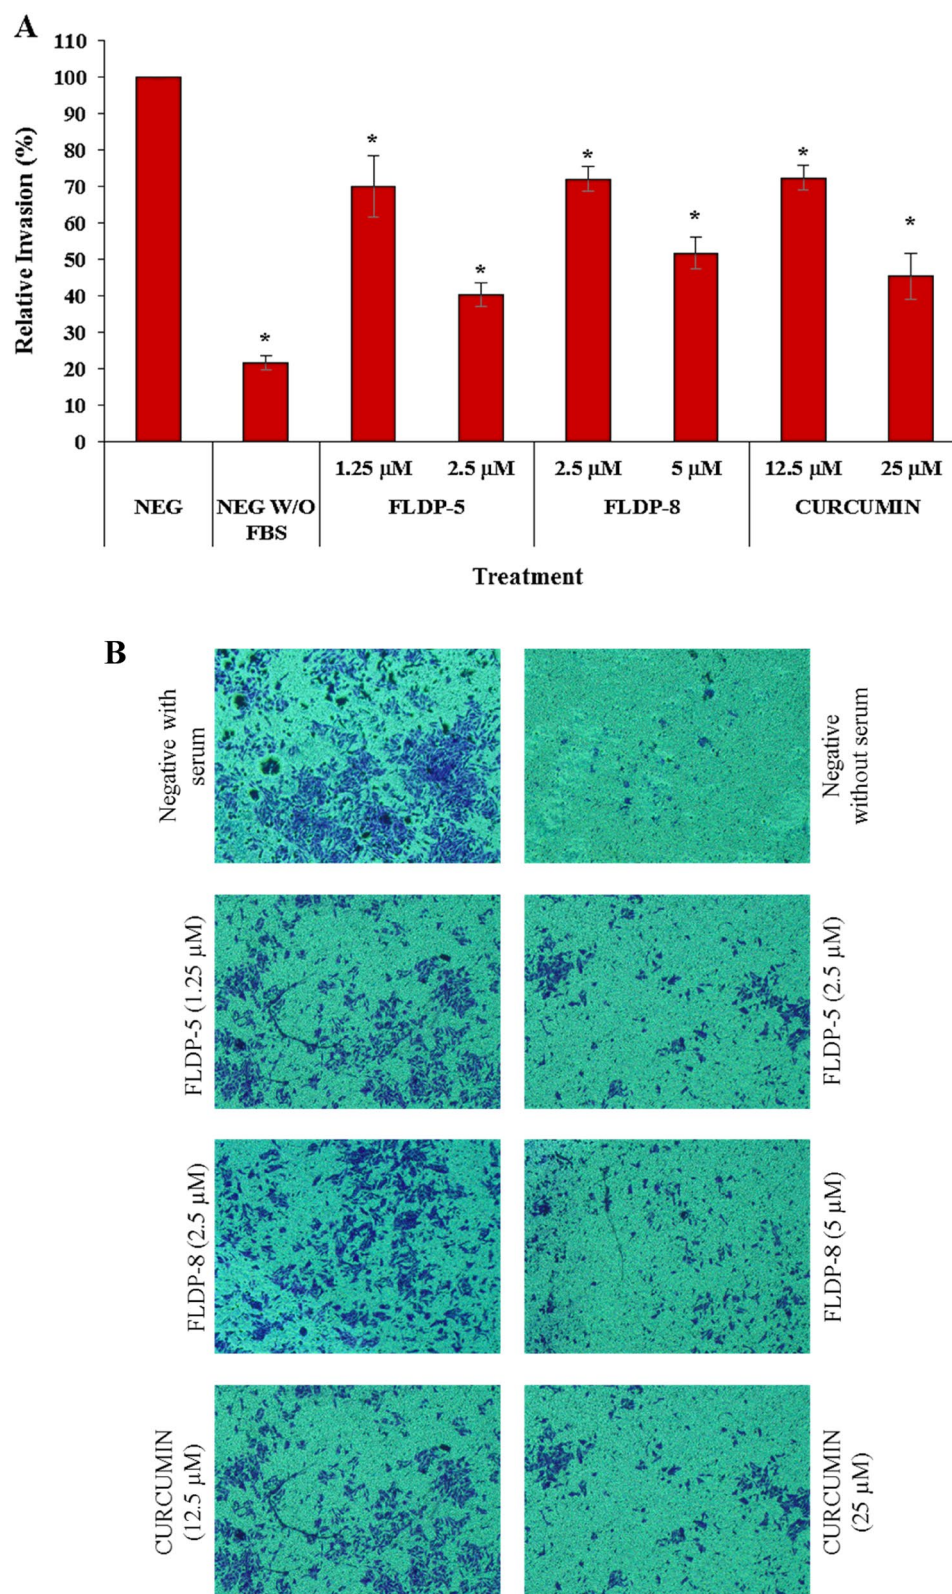 A
Relative Invasion (%)
110
100
90
80
70
60
50
40
30
20
10
0
*
*
*
*
*
*
*
1.25 µM 2.5 µM 2.5 µM 5 µM 12.5 µM 25 µM
NEG NEG W/O FLDP-5 FLDP-8 CURCUMIN
FBS
Treatment
B
Negative with
serum
Negative
without serum
FLDP-5 (1.25 µM)
FLDP-5 (2.5 µM)
FLDP-8 (2.5 µM)
FLDP-8 (5 µM)
CURCUMIN
(12.5 µM)
CURCUMIN
(25 µM)